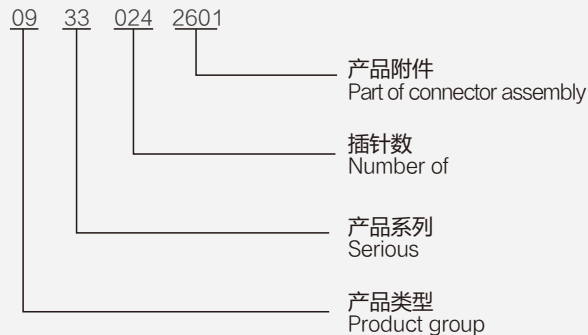 09 33 024 2601
产品附件
Part of connector assembly
插针数
Number of
产品系列
Serious
产品类型
Product group